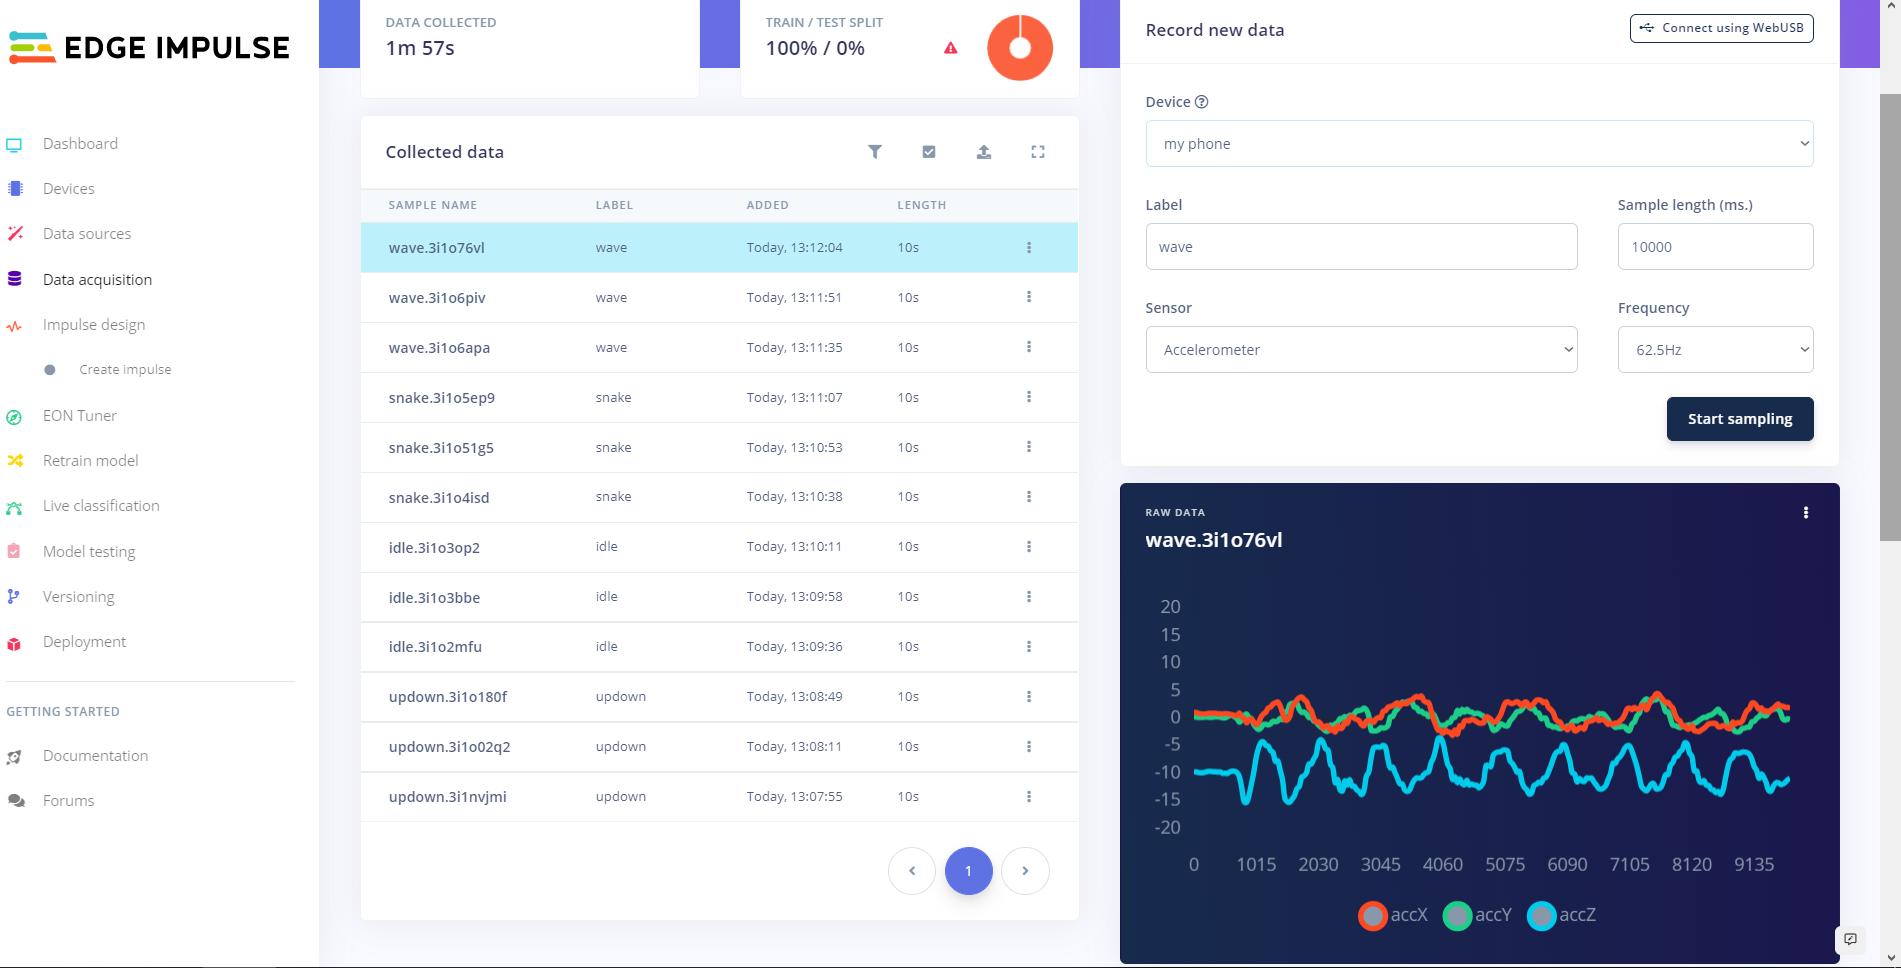 EDGE IMPULSE
Dashboard
Devices
Data sources
Data acquisition
Impulse design
Create impulse
EON Tuner
Retrain model
Live classification
Model testing
Versioning
Deployment
GETTING STARTED
Documentation
Forums
DATA COLLECTED
1m 57s
TRAIN / TEST SPLIT
100% / 0%
Collected data
SAMPLE NAME LABEL ADDED LENGTH
wave.3i1o76vl wave Today, 13:12:04 10s
wave.3i1o6piv wave Today, 13:11:51 10s
wave.3i1o6apa wave Today, 13:11:35 10s
snake.3i1o5ep9 snake Today, 13:11:07 10s
snake.3i1o51g5 snake Today, 13:10:53 10s
snake.3i1o4isd snake Today, 13:10:38 10s
idle.3i1o3op2 idle Today, 13:10:11 10s
idle.3i1o3bbe idle Today, 13:09:58 10s
idle.3i1o2mfu idle Today, 13:09:36 10s
updown.3i1o180f updown Today, 13:08:49 10s
updown.3i1o02q2 updown Today, 13:08:11 10s
updown.3i1nvjmi updown Today, 13:07:55 10s
1
Record new data
Connect using WebUSB
Device
my phone
Label Sample length (ms.)
wave 10000
Sensor Frequency
Accelerometer 62.5Hz
Start sampling
RAW DATA
wave.3i1o76vl
20
15
10
5
0
-5
-10
-15
-20
0 1015 2030 3045 4060 5075 6090 7105 8120 9135
accX accY accZ